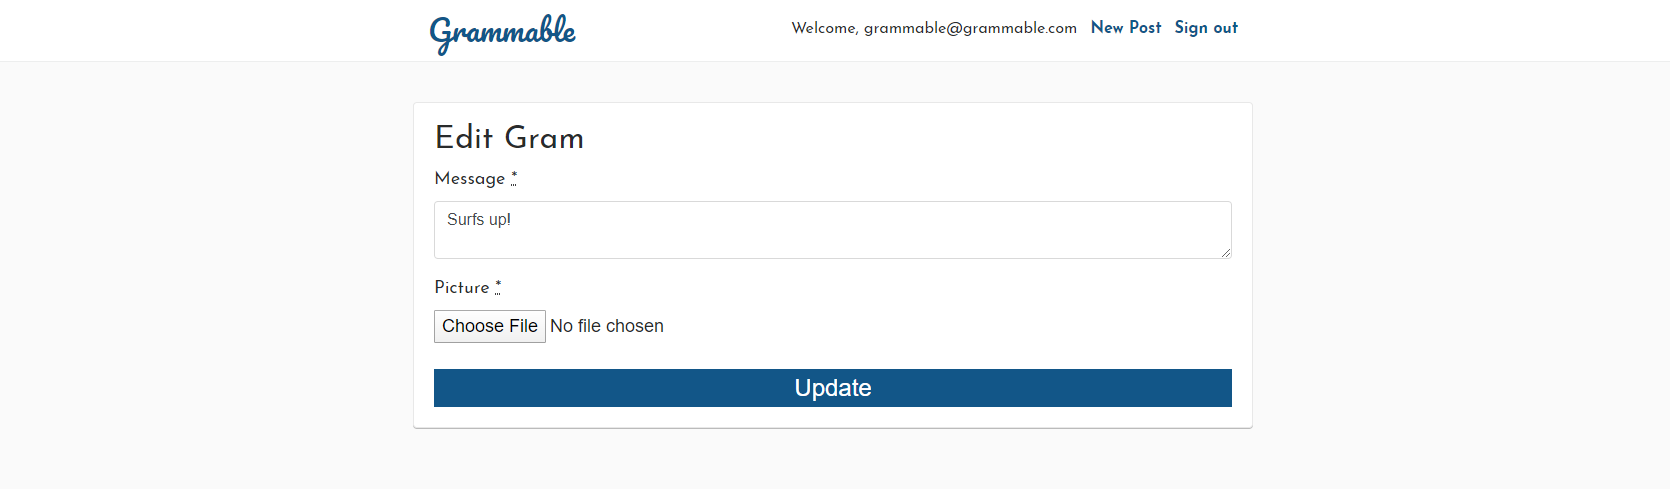 Grammable
Welcome, grammable@grammable.com New Post Sign out
Edit Gram
Message *
Surfs up!
Picture *
Choose File No file chosen
Update